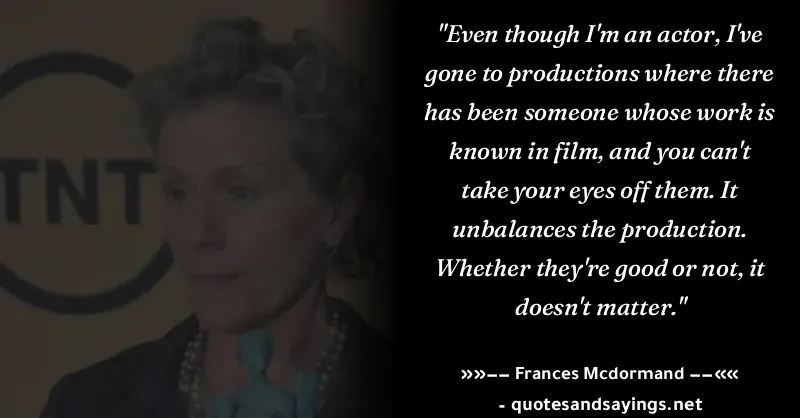 "Even though I'm an actor, I've
gone to productions where there
has been someone whose work is
known in film, and you can't
take your eyes off them. It
unbalances the production.
Whether they're good or not, it
doesn't matter."
»»−− Frances Mcdormand −−««
- quotesandsayings.net
TNT